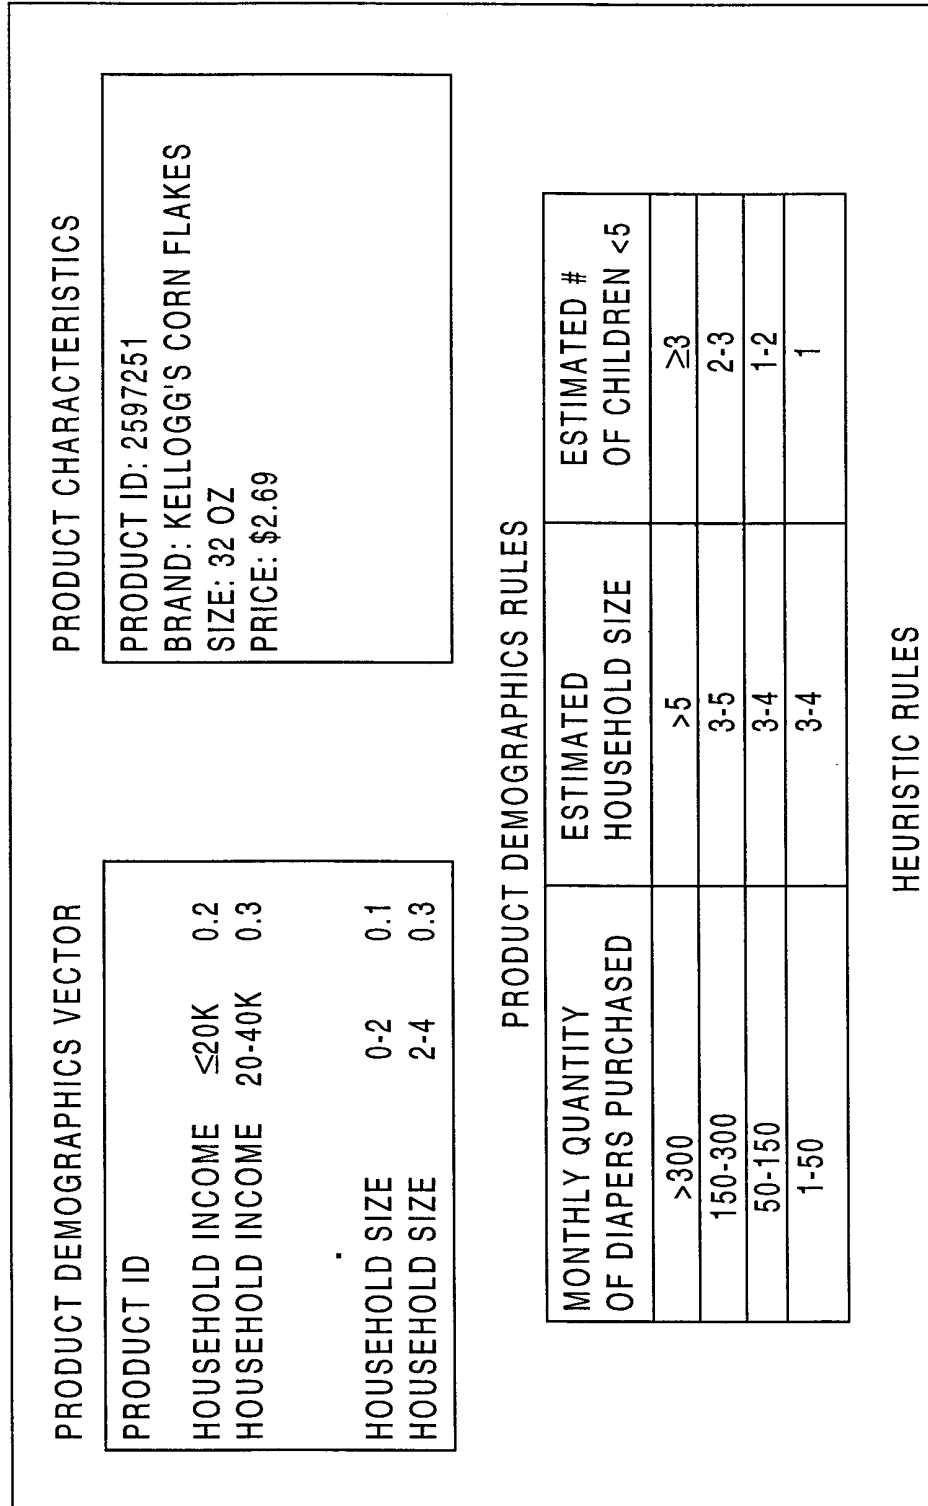 PRODUCT DEMOGRAPHICS VECTOR
PRODUCT ID
HOUSEHOLD INCOME ≤20K 0.2
HOUSEHOLD INCOME 20-40K 0.3
HOUSEHOLD SIZE 0-2 0.1
HOUSEHOLD SIZE 2-4 0.3
PRODUCT CHARACTERISTICS
PRODUCT ID: 2597251
BRAND: KELLOGG'S CORN FLAKES
SIZE: 32 OZ
PRICE: $2.69
PRODUCT DEMOGRAPHICS RULES
MONTHLY QUANTITY
OF DIAPERS PURCHASED
ESTIMATED
HOUSEHOLD SIZE
ESTIMATED #
OF CHILDREN <5
>300 >5 ≥3
150-300 3-5 2-3
50-150 3-4 1-2
1-50 3-4 1
HEURISTIC RULES